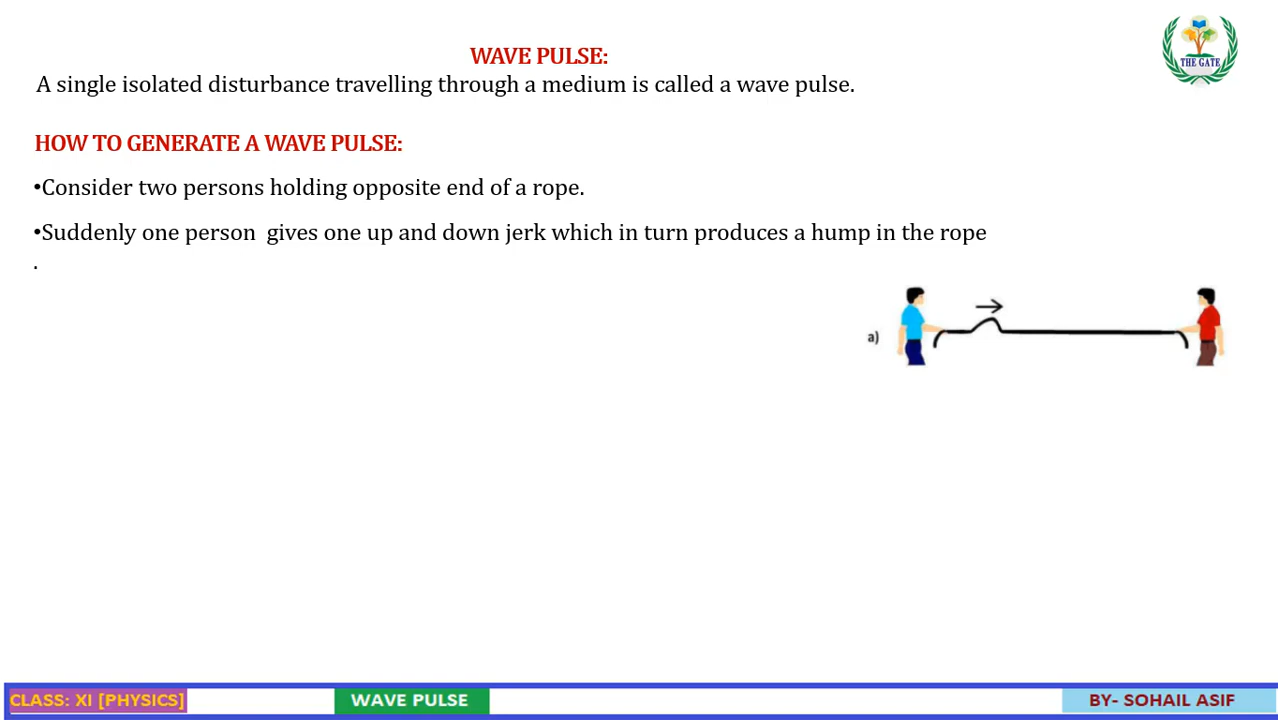 THE GATE
WAVE PULSE:
A single isolated disturbance travelling through a medium is called a wave pulse.
HOW TO GENERATE A WAVE PULSE:
•Consider two persons holding opposite end of a rope.
•Suddenly one person  gives one up and down jerk which in turn produces a hump in the rope
.
a)
CLASS: XI [PHYSICS]
WAVE PULSE
BY- SOHAIL ASIF